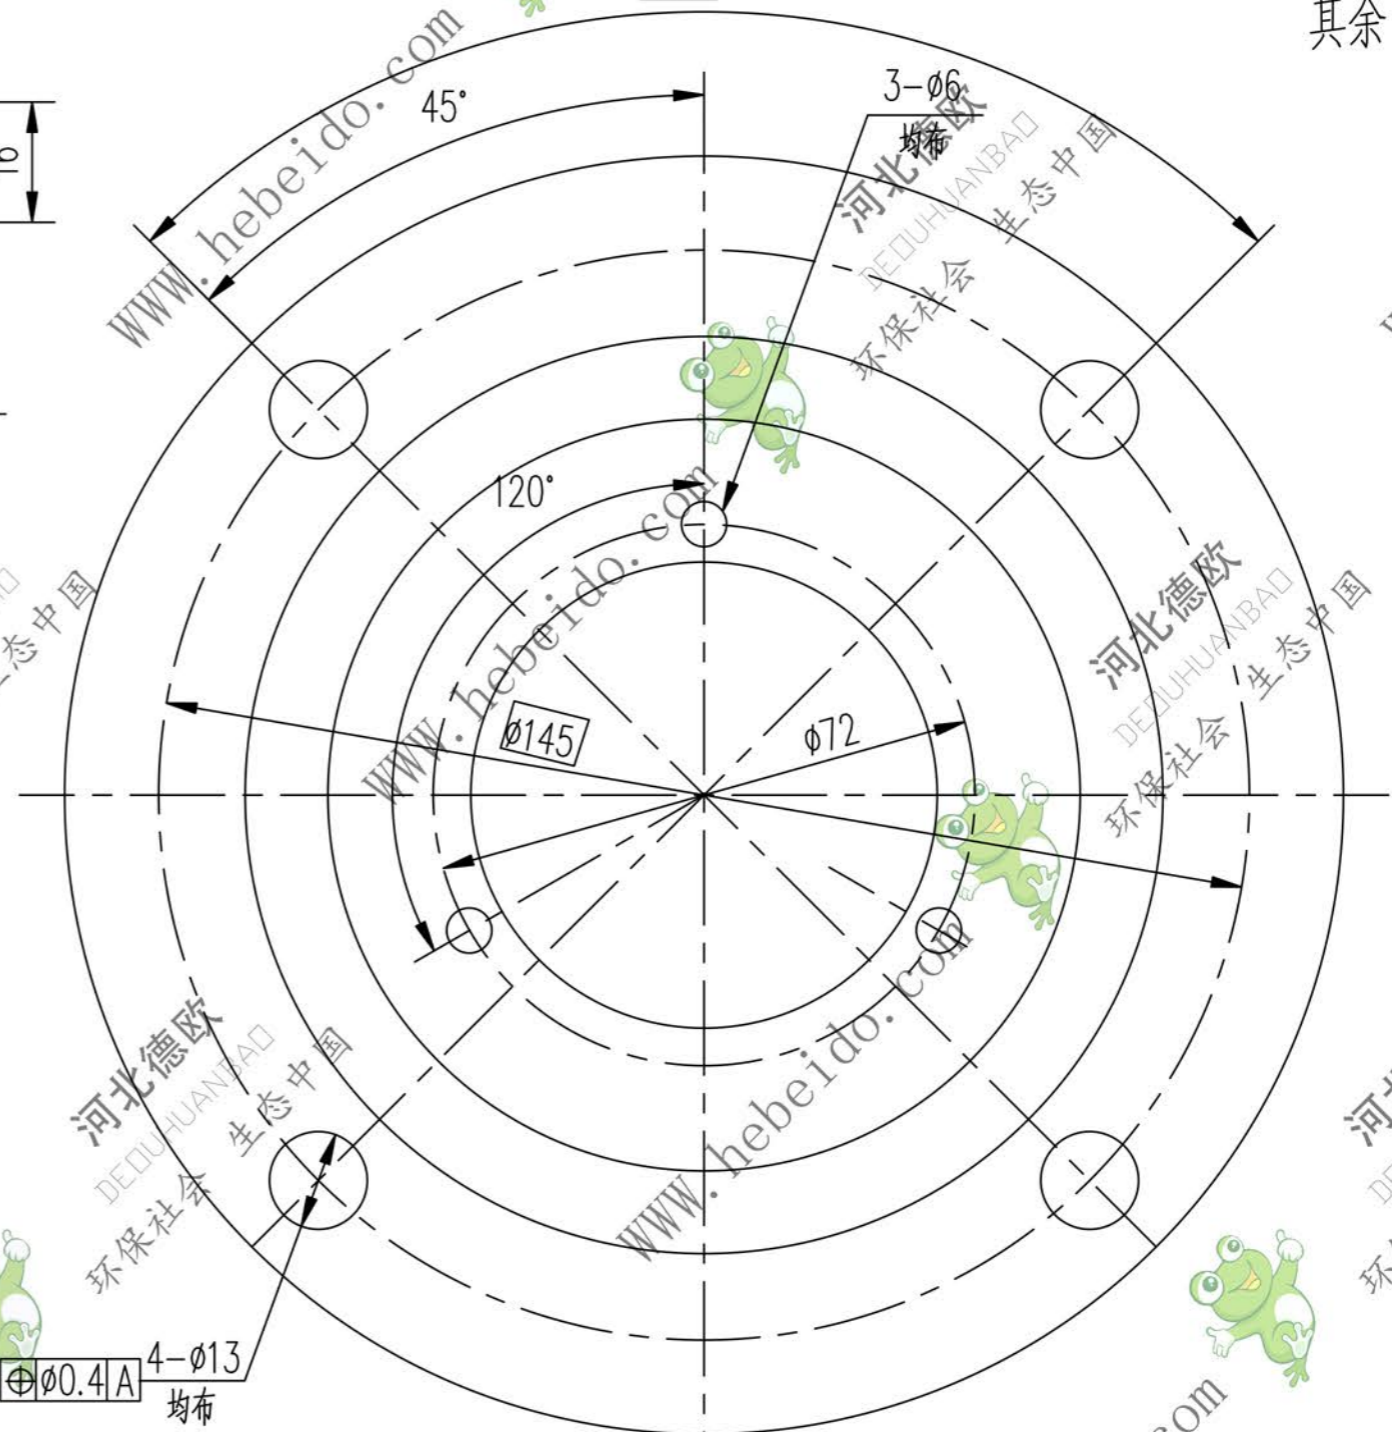 其余
45°
3-ø6
均布
WWW.hebeido.com
河北德欧
DEOUHUANBAO
环保社会 生态中国
120°
WWW.hebeido.com
ø145
ø72
河北德欧
DEOUHUANBAO
环保社会 生态中国
态中国
河北德欧
DEOUHUANBAO
环保社会 生态中国
WWW.hebeido.com
4-ø13
均布
⌖ ø0.4 A
com